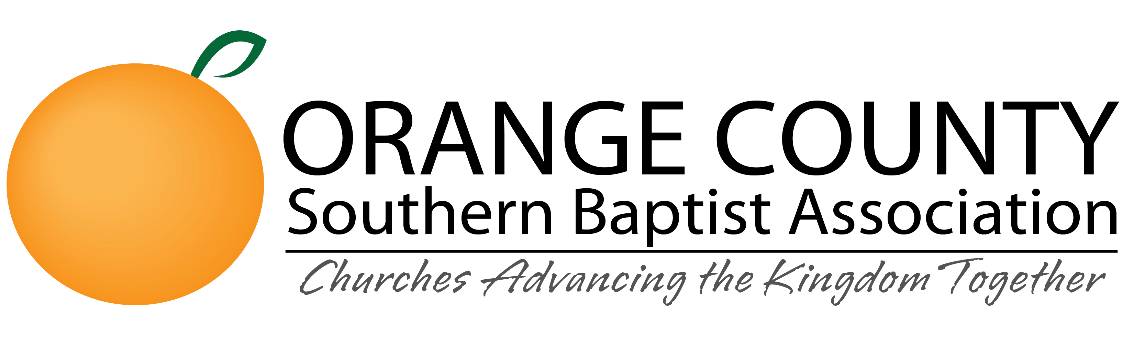 ORANGE COUNTY
Southern Baptist Association
Churches Advancing the Kingdom Together